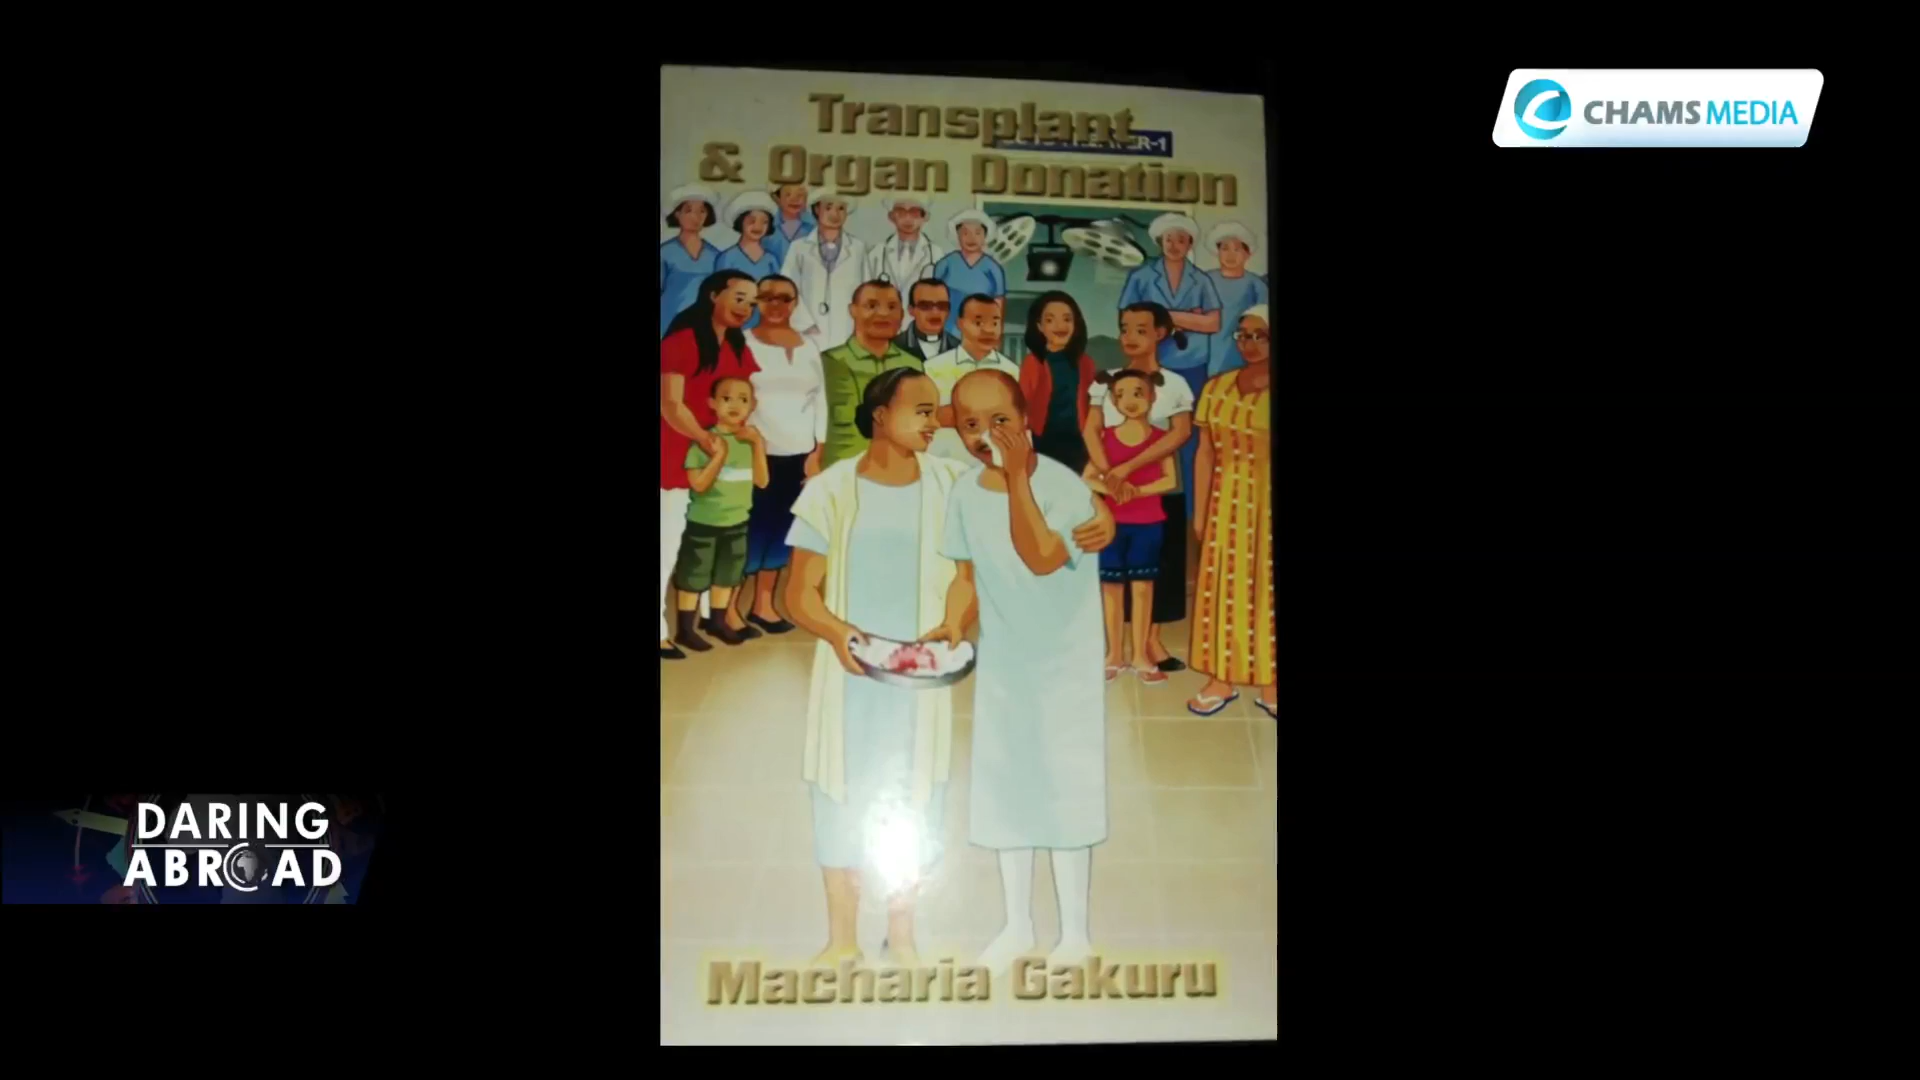 Transplant
& Organ Donation
Macharia Gakuru
CHAMS MEDIA
DARING
ABROAD